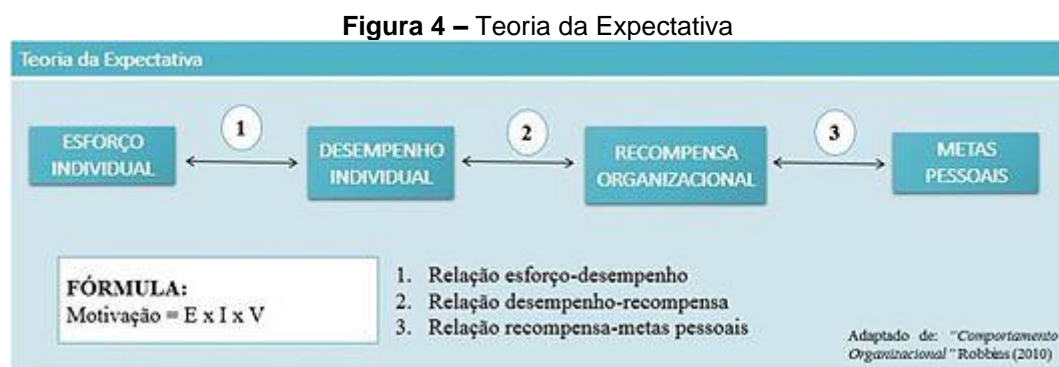 Figura 4 – Teoria da Expectativa
Teoria da Expectativa
ESFORÇO
INDIVIDUAL
1
DESEMPENHO
INDIVIDUAL
2
RECOMPENSA
ORGANIZACIONAL
3
METAS
PESSOAIS
FÓRMULA:
Motivação = E x I x V
1. Relação esforço-desempenho
2. Relação desempenho-recompensa
3. Relação recompensa-metas pessoais
Adaptado de: "Comportamento
Organizacional" Robbins (2010)